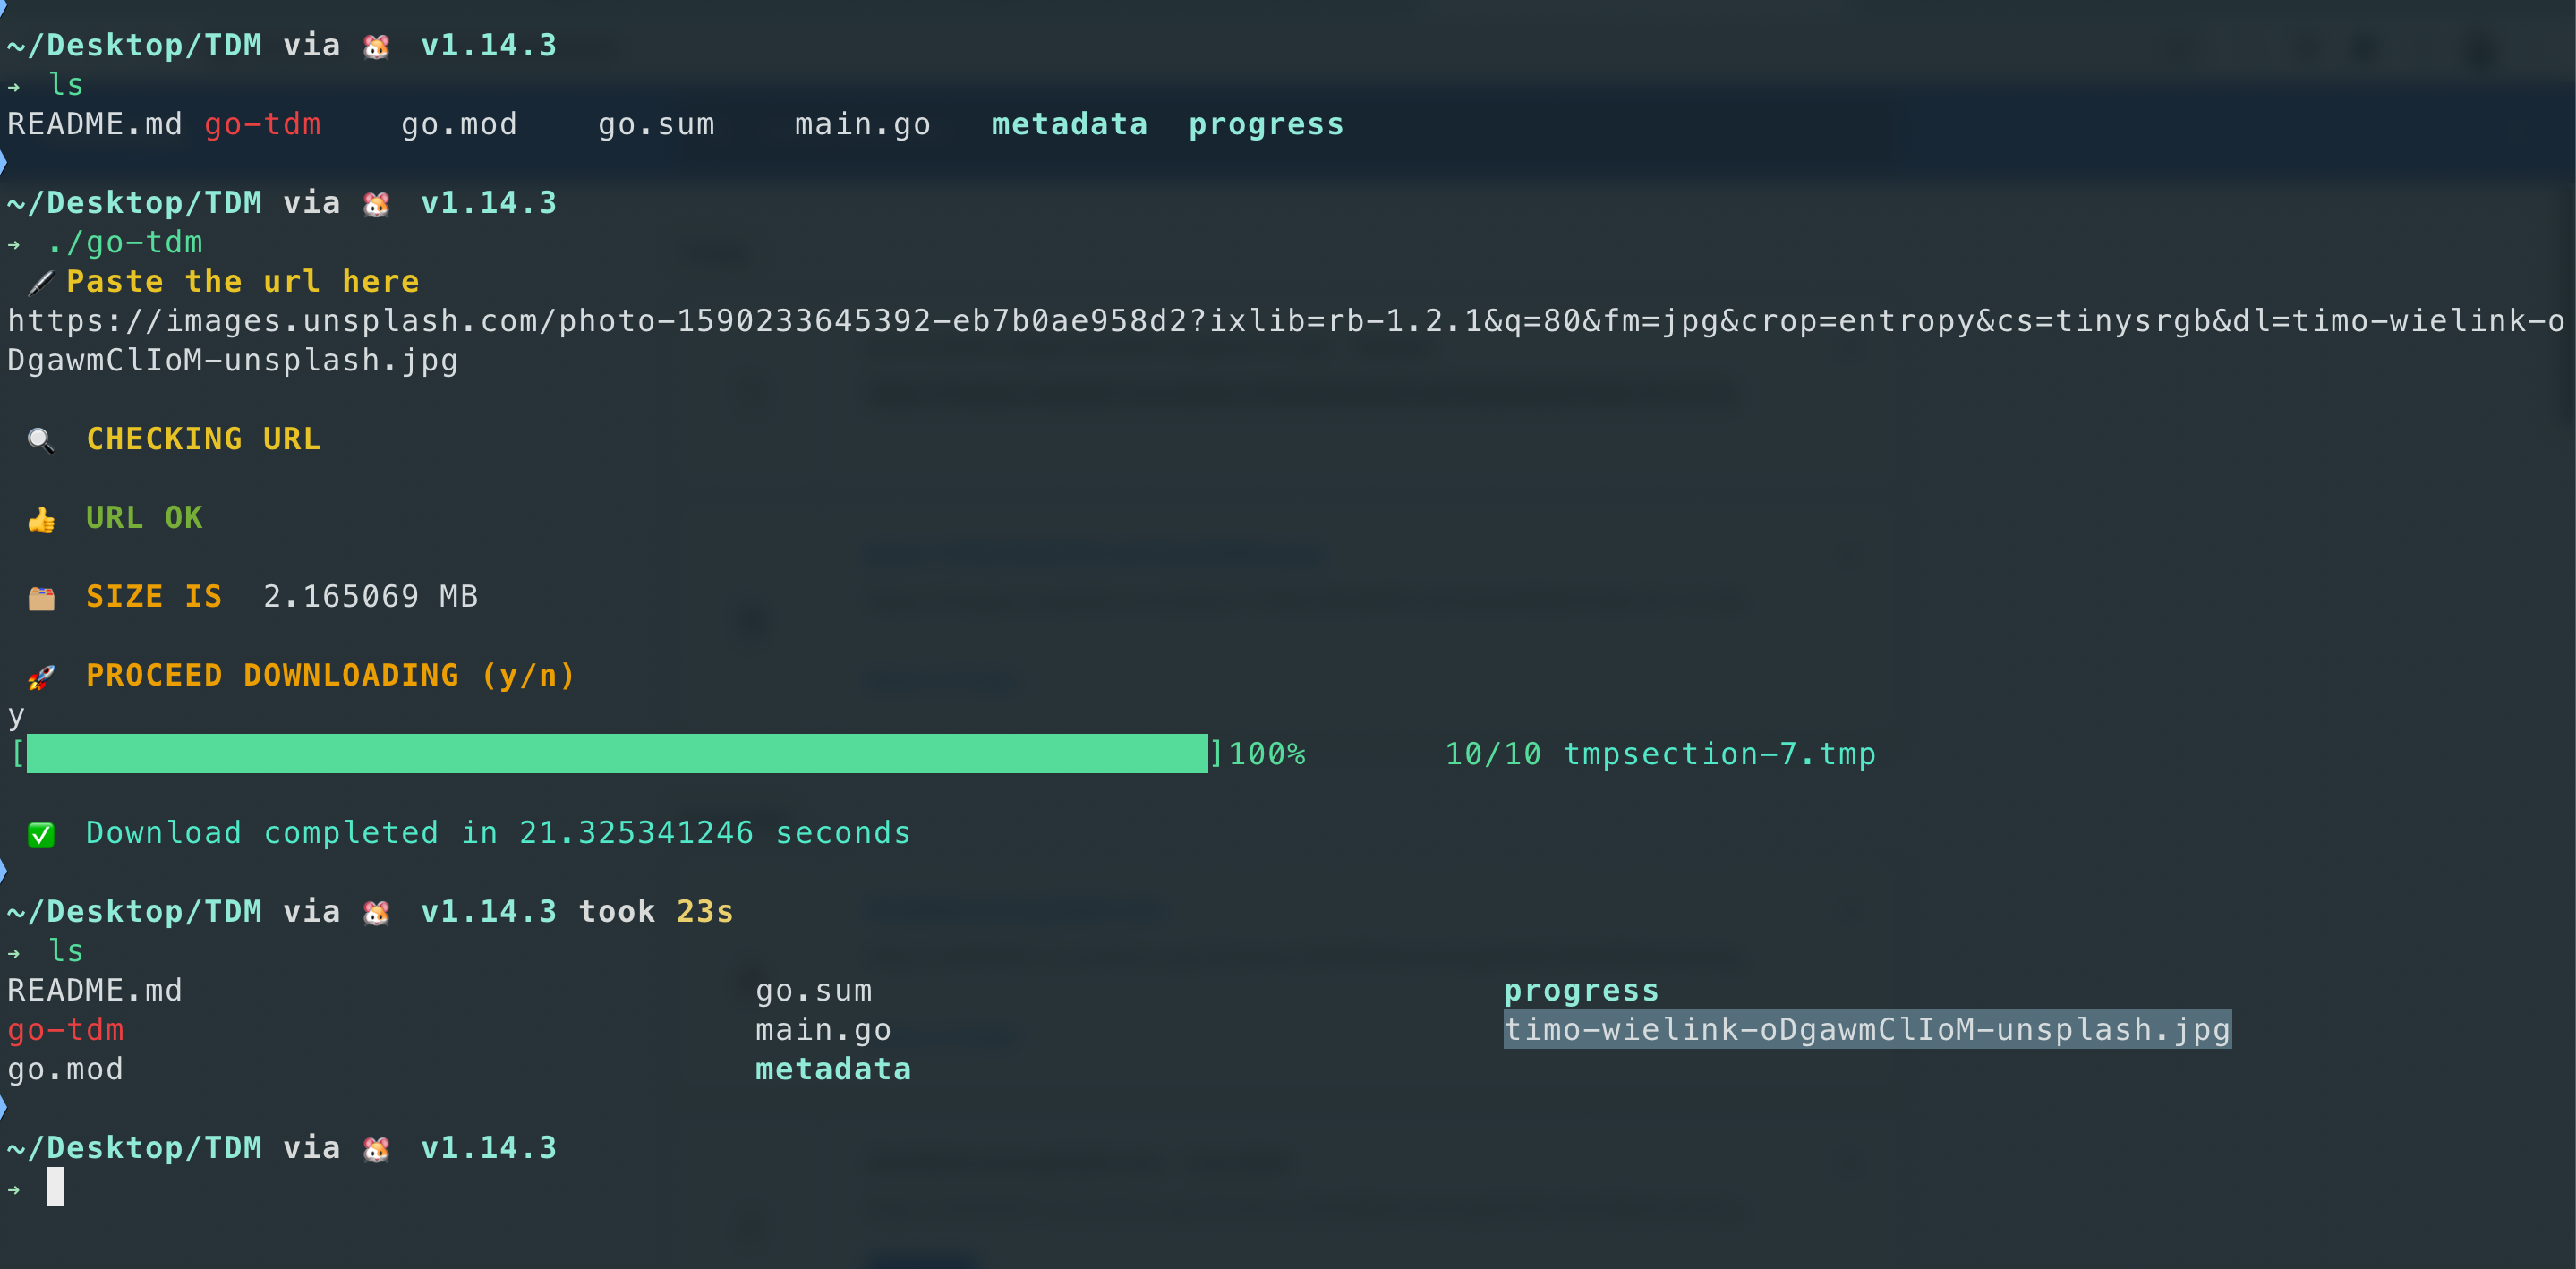 ~/Desktop/TDM via 🐹 v1.14.3
→ ls
README.md go-tdm go.mod go.sum main.go metadata progress
~/Desktop/TDM via 🐹 v1.14.3
→ ./go-tdm
Paste the url here
https://images.unsplash.com/photo-1590233645392-eb7b0ae958d2?ixlib=rb-1.2.1&q=80&fm=jpg&crop=entropy&cs=tinysrgb&dl=timo-wielink-o
DgawmClIoM-unsplash.jpg
🔍 CHECKING URL
👍 URL OK
🗂 SIZE IS 2.165069 MB
🚀 PROCEED DOWNLOADING (y/n)
y
[]100% 10/10 tmpsection-7.tmp
✅ Download completed in 21.325341246 seconds
~/Desktop/TDM via 🐹 v1.14.3 took 23s
→ ls
README.md go.sum progress
go-tdm main.go timo-wielink-oDgawmClIoM-unsplash.jpg
go.mod metadata
~/Desktop/TDM via 🐹 v1.14.3
→